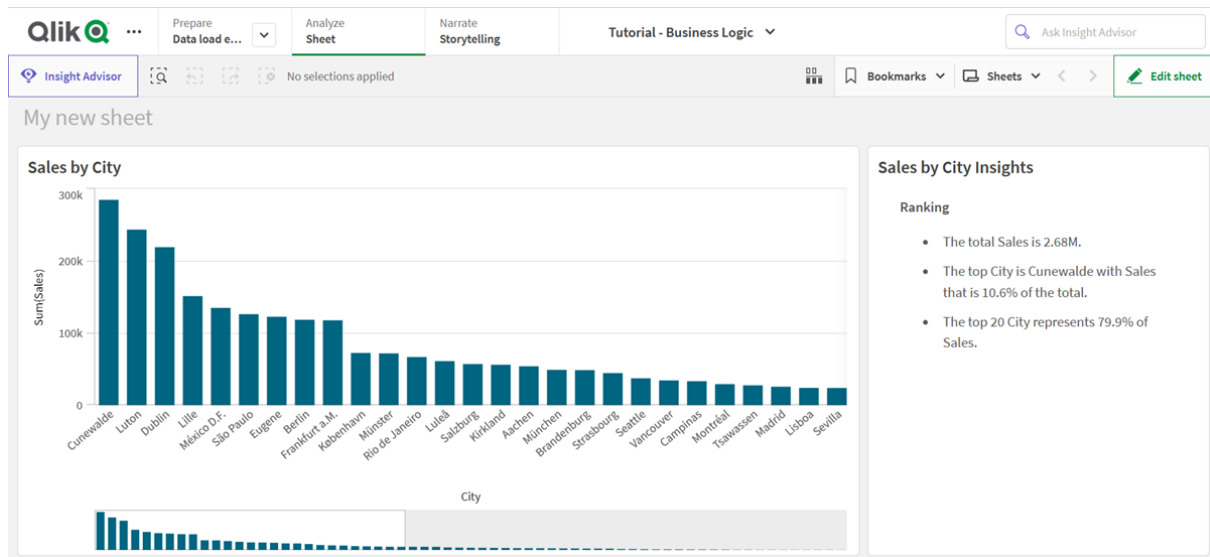 Qlik
Prepare
Data load e...
Analyze
Sheet
Narrate
Storytelling
Tutorial - Business Logic
Ask Insight Advisor
Insight Advisor
No selections applied
Bookmarks
Sheets
Edit sheet
My new sheet
Sales by City
300k
200k
100k
0
Sum(Sales)
Cunewalde
Luton
Dublin
Lille
México D.F.
São Paulo
Eugene
Berlin
Frankfurt a.M.
København
Münster
Rio de Janeiro
Luleå
Salzburg
Kirkland
Aachen
München
Brandenburg
Strasbourg
Seattle
Vancouver
Campinas
Montréal
Tsawassen
Madrid
Lisboa
Sevilla
City
Sales by City Insights
Ranking
• The total Sales is 2.68M.
• The top City is Cunewalde with Sales
that is 10.6% of the total.
• The top 20 City represents 79.9% of
Sales.